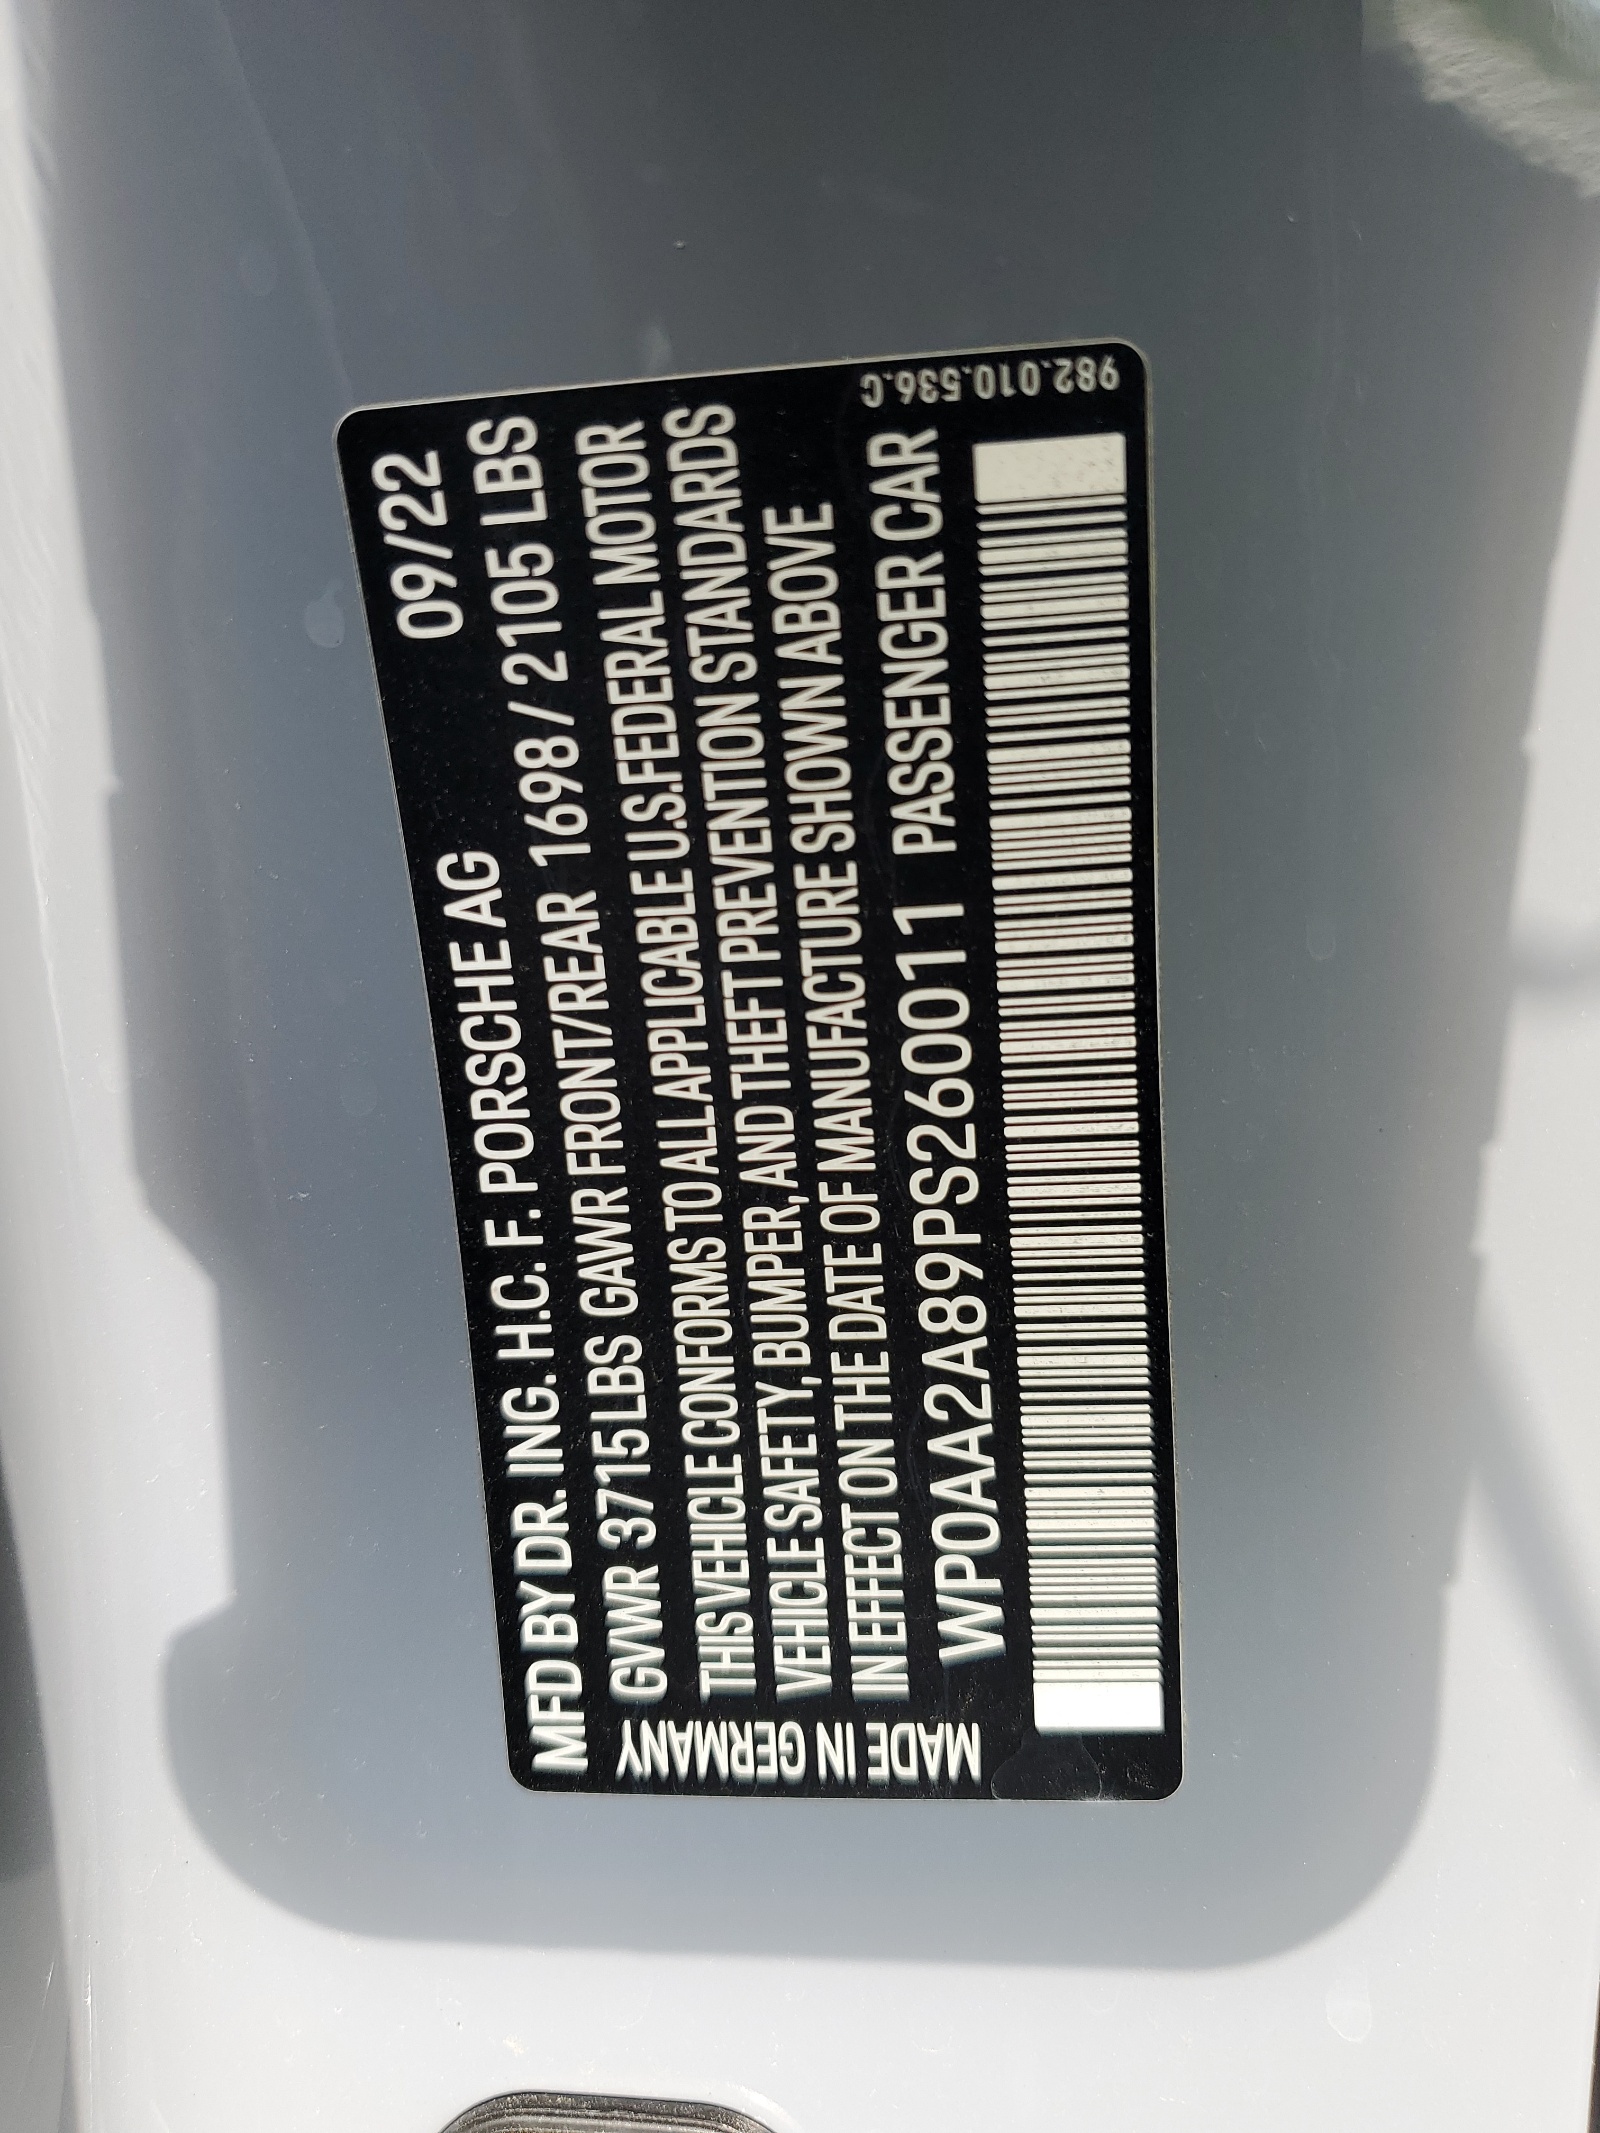 MFD BY DR. ING. H.C. F. PORSCHE AG 09/22
GVWR 3715 LBS GAWR FRONT/REAR 1698 / 2105 LBS
THIS VEHICLE CONFORMS TO ALL APPLICABLE U.S. FEDERAL MOTOR
VEHICLE SAFETY, BUMPER, AND THEFT PREVENTION STANDARDS
IN EFFECT ON THE DATE OF MANUFACTURE SHOWN ABOVE
WP0AA2A89PS260011 PASSENGER CAR
MADE IN GERMANY
982.010.536.C